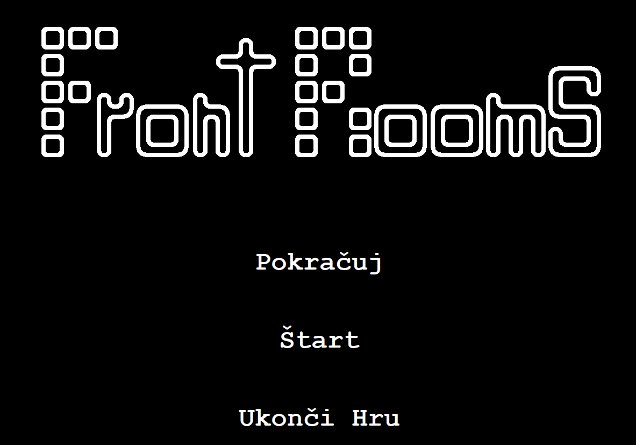 Front Rooms
Pokračuj
Štart
Ukonči Hru